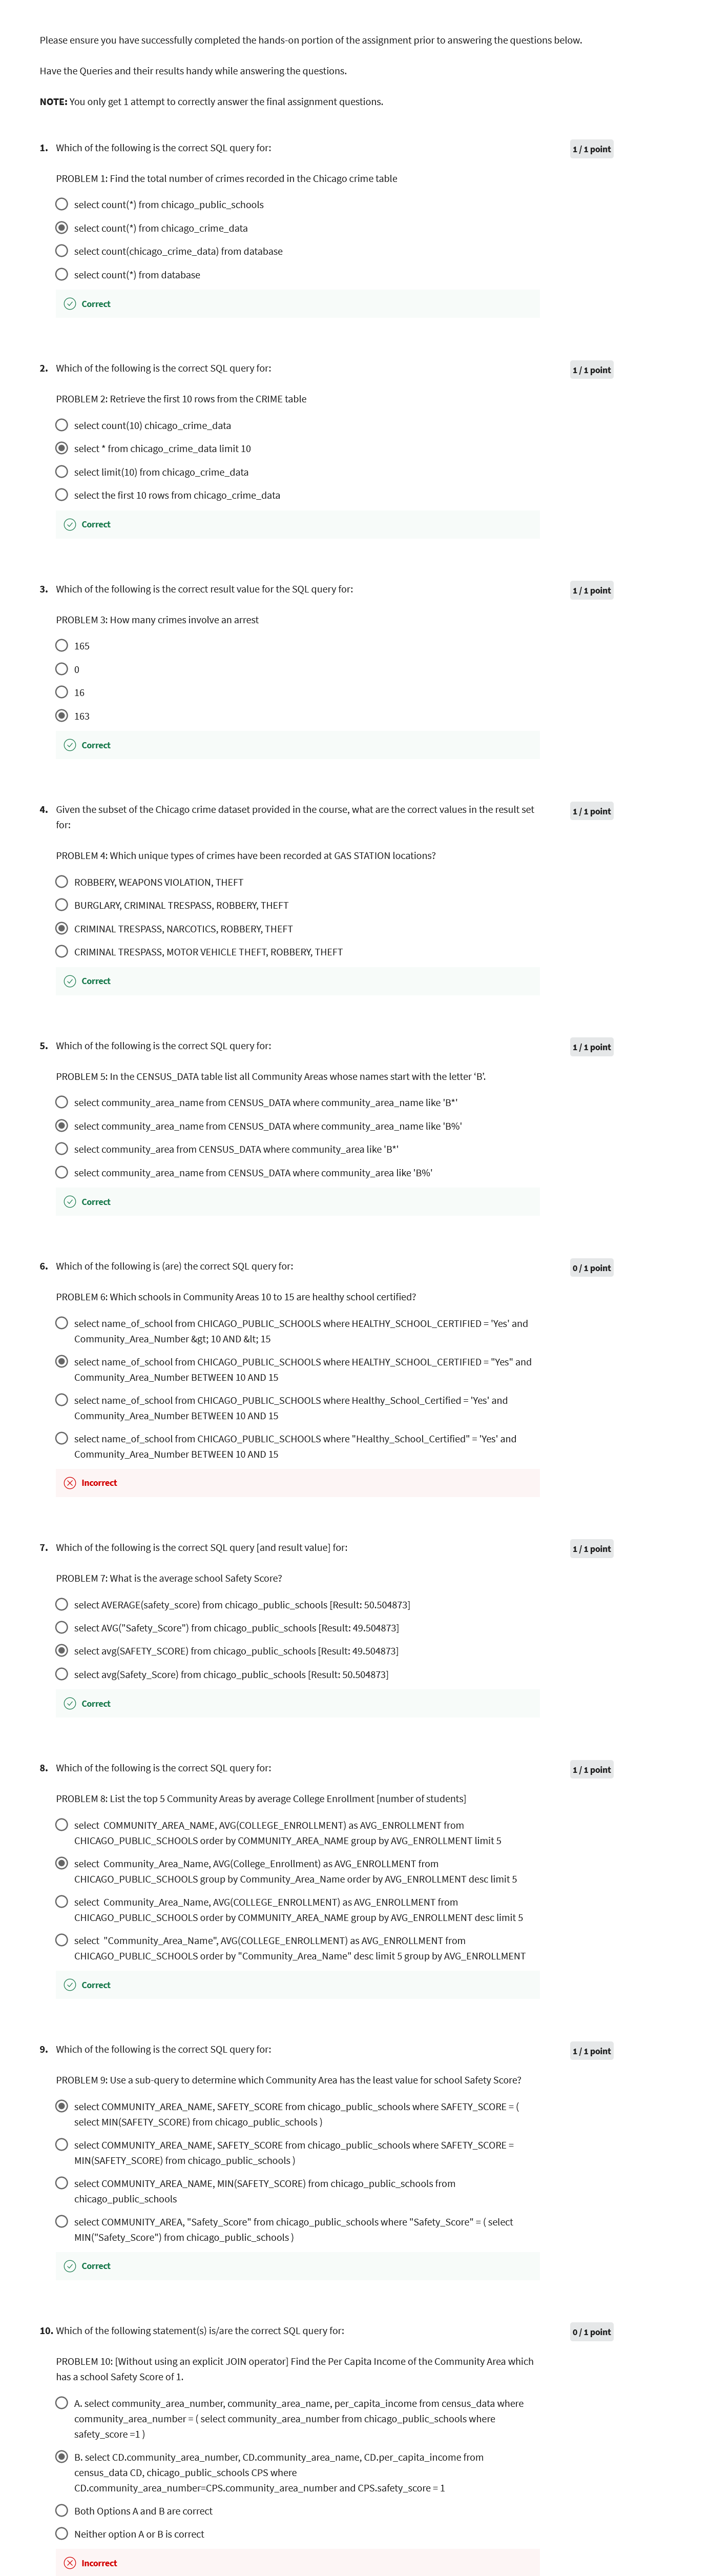 Please ensure you have successfully completed the hands-on portion of the assignment prior to answering the questions below.
Have the Queries and their results handy while answering the questions.
NOTE: You only get 1 attempt to correctly answer the final assignment questions.
1. Which of the following is the correct SQL query for:
1 / 1 point
PROBLEM 1: Find the total number of crimes recorded in the Chicago crime table
select count(*) from chicago_public_schools
select count(*) from chicago_crime_data
select count(chicago_crime_data) from database
select count(*) from database
Correct
2. Which of the following is the correct SQL query for:
1 / 1 point
PROBLEM 2: Retrieve the first 10 rows from the CRIME table
select count(10) chicago_crime_data
select * from chicago_crime_data limit 10
select limit(10) from chicago_crime_data
select the first 10 rows from chicago_crime_data
Correct
3. Which of the following is the correct result value for the SQL query for:
1 / 1 point
PROBLEM 3: How many crimes involve an arrest
165
0
16
163
Correct
4. Given the subset of the Chicago crime dataset provided in the course, what are the correct values in the result set
for:
1 / 1 point
PROBLEM 4: Which unique types of crimes have been recorded at GAS STATION locations?
ROBBERY, WEAPONS VIOLATION, THEFT
BURGLARY, CRIMINAL TRESPASS, ROBBERY, THEFT
CRIMINAL TRESPASS, NARCOTICS, ROBBERY, THEFT
CRIMINAL TRESPASS, MOTOR VEHICLE THEFT, ROBBERY, THEFT
Correct
5. Which of the following is the correct SQL query for:
1 / 1 point
PROBLEM 5: In the CENSUS_DATA table list all Community Areas whose names start with the letter ‘B’.
select community_area_name from CENSUS_DATA where community_area_name like 'B*'
select community_area_name from CENSUS_DATA where community_area_name like 'B%'
select community_area from CENSUS_DATA where community_area like 'B*'
select community_area_name from CENSUS_DATA where community_area like 'B%'
Correct
6. Which of the following is (are) the correct SQL query for:
0 / 1 point
PROBLEM 6: Which schools in Community Areas 10 to 15 are healthy school certified?
select name_of_school from CHICAGO_PUBLIC_SCHOOLS where HEALTHY_SCHOOL_CERTIFIED = 'Yes' and
Community_Area_Number &gt; 10 AND &lt; 15
select name_of_school from CHICAGO_PUBLIC_SCHOOLS where HEALTHY_SCHOOL_CERTIFIED = "Yes" and
Community_Area_Number BETWEEN 10 AND 15
select name_of_school from CHICAGO_PUBLIC_SCHOOLS where Healthy_School_Certified = 'Yes' and
Community_Area_Number BETWEEN 10 AND 15
select name_of_school from CHICAGO_PUBLIC_SCHOOLS where "Healthy_School_Certified" = 'Yes' and
Community_Area_Number BETWEEN 10 AND 15
Incorrect
7. Which of the following is the correct SQL query [and result value] for:
1 / 1 point
PROBLEM 7: What is the average school Safety Score?
select AVERAGE(safety_score) from chicago_public_schools [Result: 50.504873]
select AVG("Safety_Score") from chicago_public_schools [Result: 49.504873]
select avg(SAFETY_SCORE) from chicago_public_schools [Result: 49.504873]
select avg(Safety_Score) from chicago_public_schools [Result: 50.504873]
Correct
8. Which of the following is the correct SQL query for:
1 / 1 point
PROBLEM 8: List the top 5 Community Areas by average College Enrollment [number of students]
select  COMMUNITY_AREA_NAME, AVG(COLLEGE_ENROLLMENT) as AVG_ENROLLMENT from
CHICAGO_PUBLIC_SCHOOLS order by COMMUNITY_AREA_NAME group by AVG_ENROLLMENT limit 5
select  Community_Area_Name, AVG(College_Enrollment) as AVG_ENROLLMENT from
CHICAGO_PUBLIC_SCHOOLS group by Community_Area_Name order by AVG_ENROLLMENT desc limit 5
select  Community_Area_Name, AVG(COLLEGE_ENROLLMENT) as AVG_ENROLLMENT from
CHICAGO_PUBLIC_SCHOOLS order by COMMUNITY_AREA_NAME group by AVG_ENROLLMENT desc limit 5
select  "Community_Area_Name", AVG(COLLEGE_ENROLLMENT) as AVG_ENROLLMENT from
CHICAGO_PUBLIC_SCHOOLS order by "Community_Area_Name" desc limit 5 group by AVG_ENROLLMENT
Correct
9. Which of the following is the correct SQL query for:
1 / 1 point
PROBLEM 9: Use a sub-query to determine which Community Area has the least value for school Safety Score?
select COMMUNITY_AREA_NAME, SAFETY_SCORE from chicago_public_schools where SAFETY_SCORE = (
select MIN(SAFETY_SCORE) from chicago_public_schools )
select COMMUNITY_AREA_NAME, SAFETY_SCORE from chicago_public_schools where SAFETY_SCORE =
MIN(SAFETY_SCORE) from chicago_public_schools )
select COMMUNITY_AREA_NAME, MIN(SAFETY_SCORE) from chicago_public_schools from
chicago_public_schools
select COMMUNITY_AREA, "Safety_Score" from chicago_public_schools where "Safety_Score" = ( select
MIN("Safety_Score") from chicago_public_schools )
Correct
10. Which of the following statement(s) is/are the correct SQL query for:
0 / 1 point
PROBLEM 10: [Without using an explicit JOIN operator] Find the Per Capita Income of the Community Area which
has a school Safety Score of 1.
A. select community_area_number, community_area_name, per_capita_income from census_data where
community_area_number = ( select community_area_number from chicago_public_schools where
safety_score =1 )
B. select CD.community_area_number, CD.community_area_name, CD.per_capita_income from
census_data CD, chicago_public_schools CPS where
CD.community_area_number=CPS.community_area_number and CPS.safety_score = 1
Both Options A and B are correct
Neither option A or B is correct
Incorrect